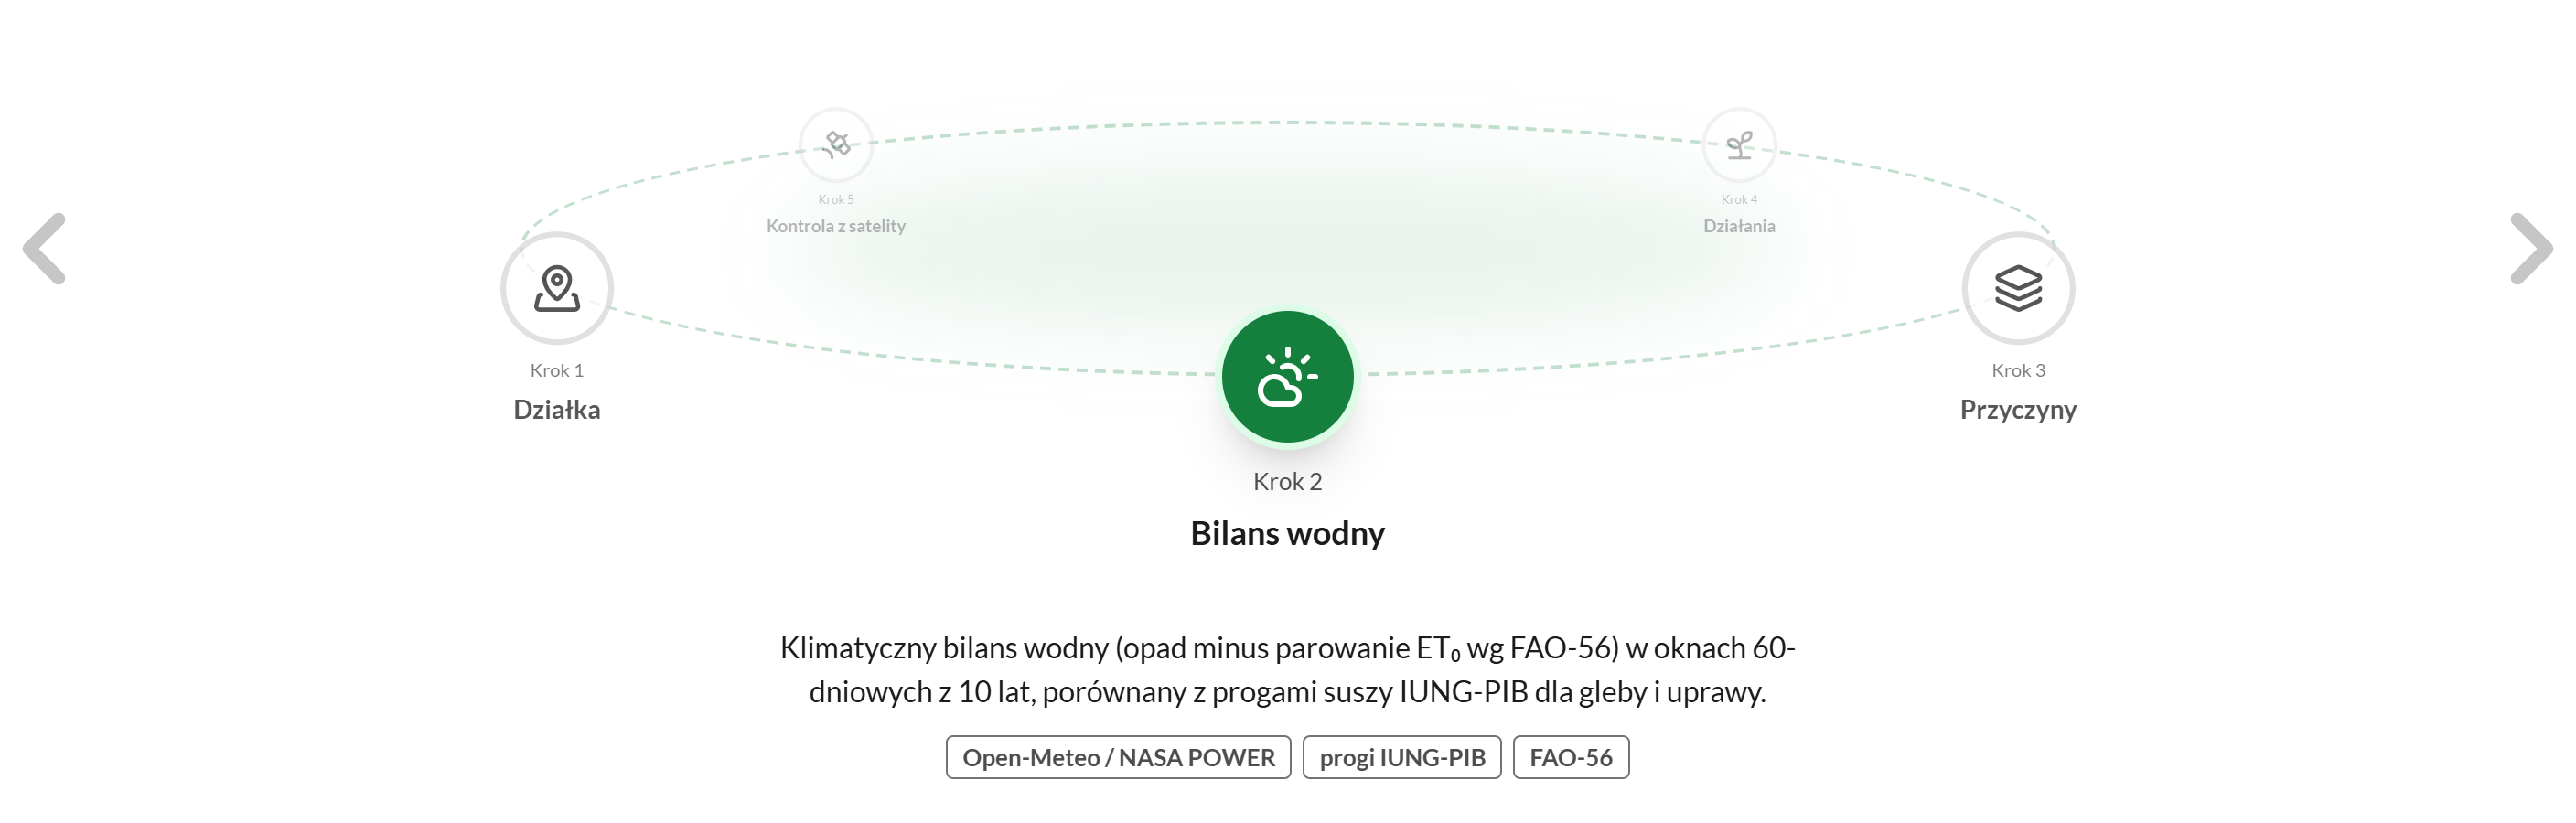 Krok 5
Kontrola z satelity
Krok 4
Działania
Krok 1
Działka
Krok 3
Przyczyny
Krok 2
Bilans wodny
Klimatyczny bilans wodny (opad minus parowanie ET₀ wg FAO-56) w oknach 60-
dniowych z 10 lat, porównany z progami suszy IUNG-PIB dla gleby i uprawy.
Open-Meteo / NASA POWER
progi IUNG-PIB
FAO-56